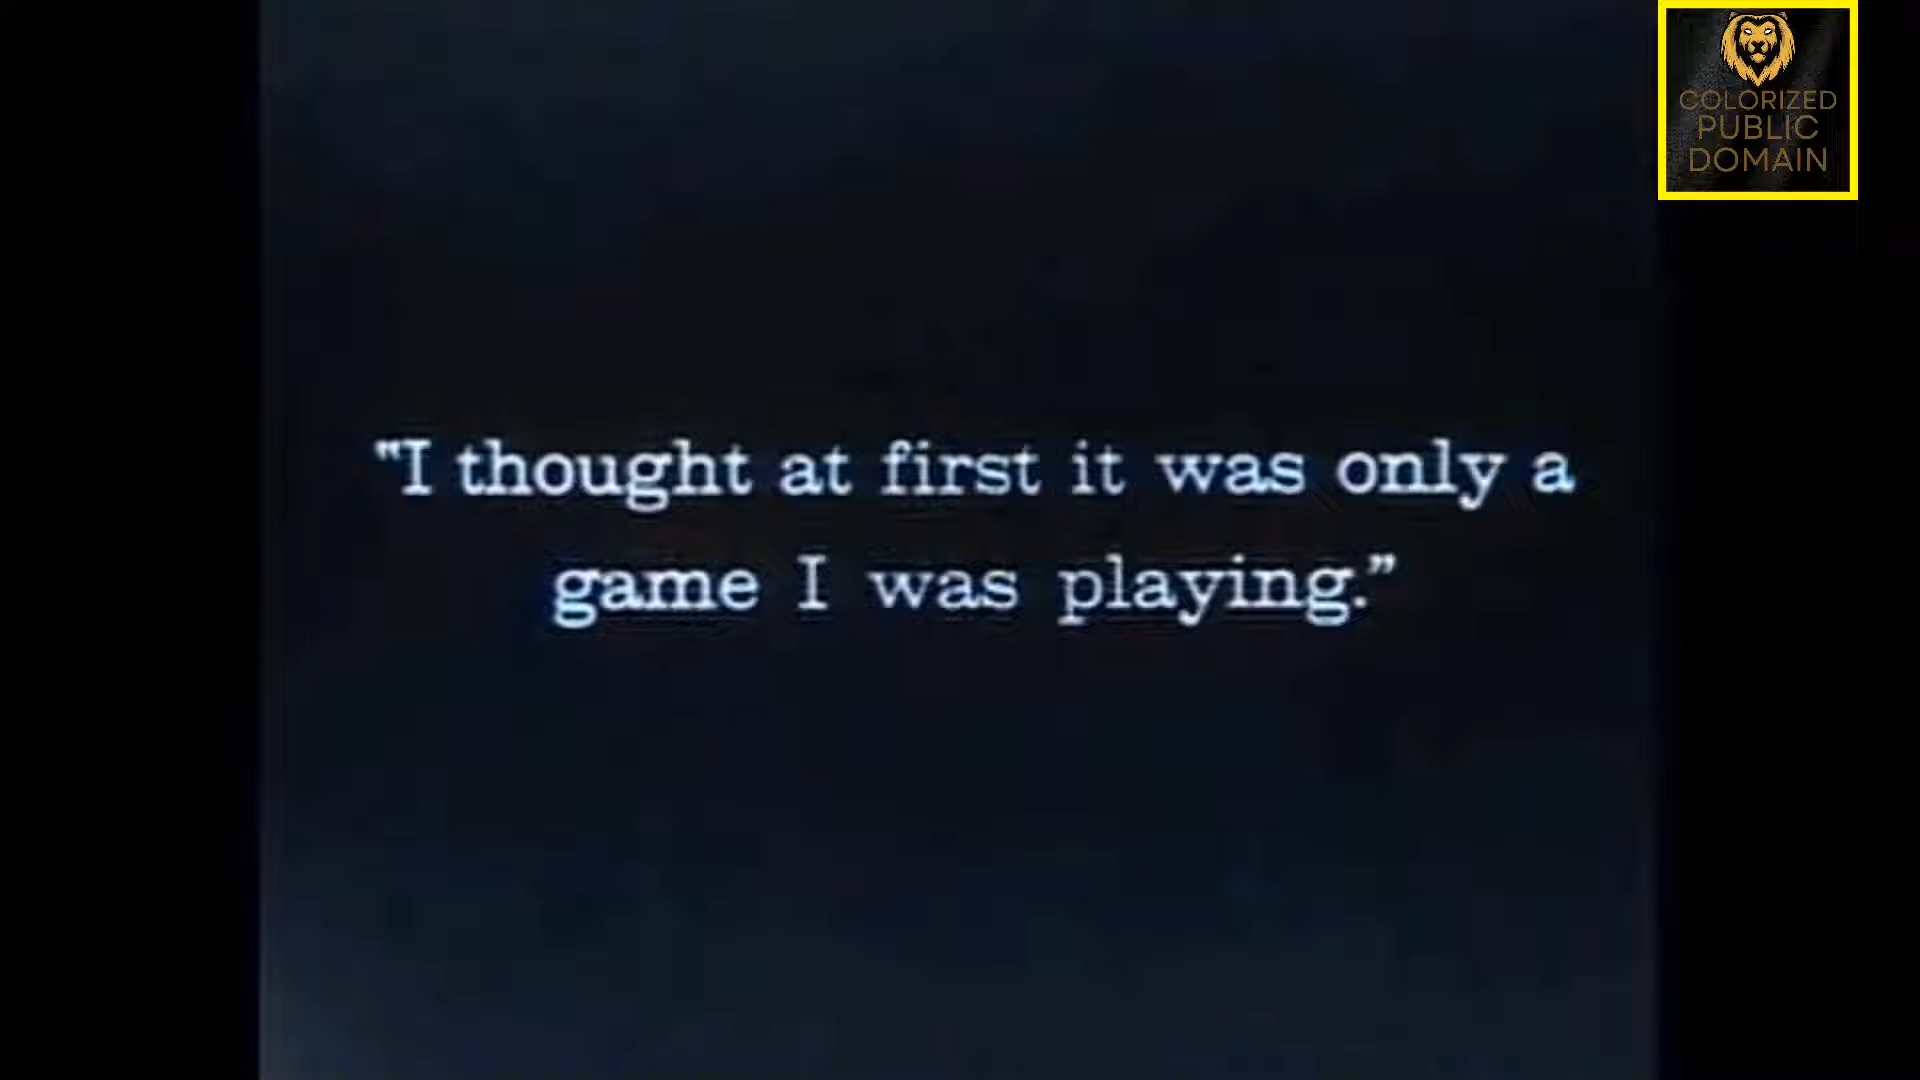 COLORIZED
PUBLIC
DOMAIN
"I thought at first it was only a
game I was playing."